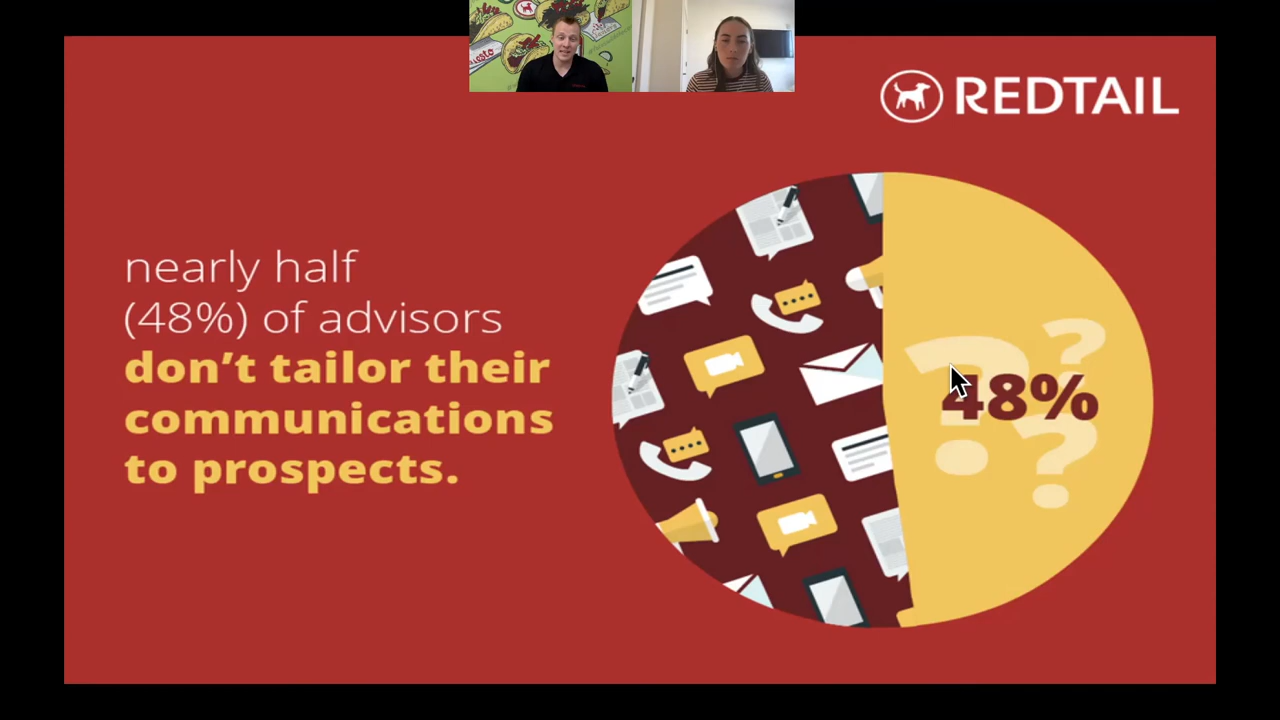 REDTAIL
nearly half
(48%) of advisors
don't tailor their
communications
to prospects.
???
48%